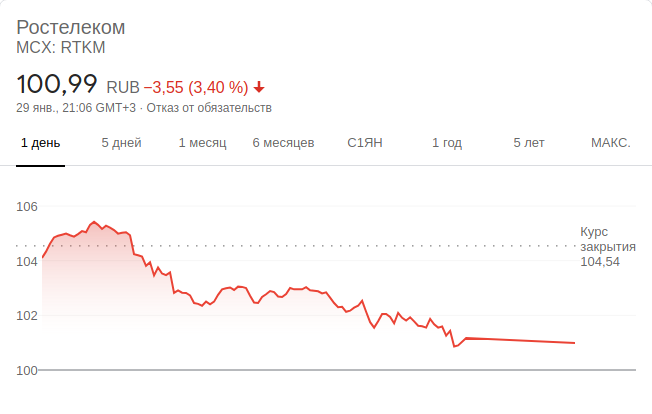 Ростелеком
MCX: RTKM
100,99 RUB −3,55 (3,40 %)
29 янв., 21:06 GMT+3 · Отказ от обязательств
1 день 5 дней 1 месяц 6 месяцев С1ЯН 1 год 5 лет МАКС.
106
Курс
закрытия
104,54
104
102
100